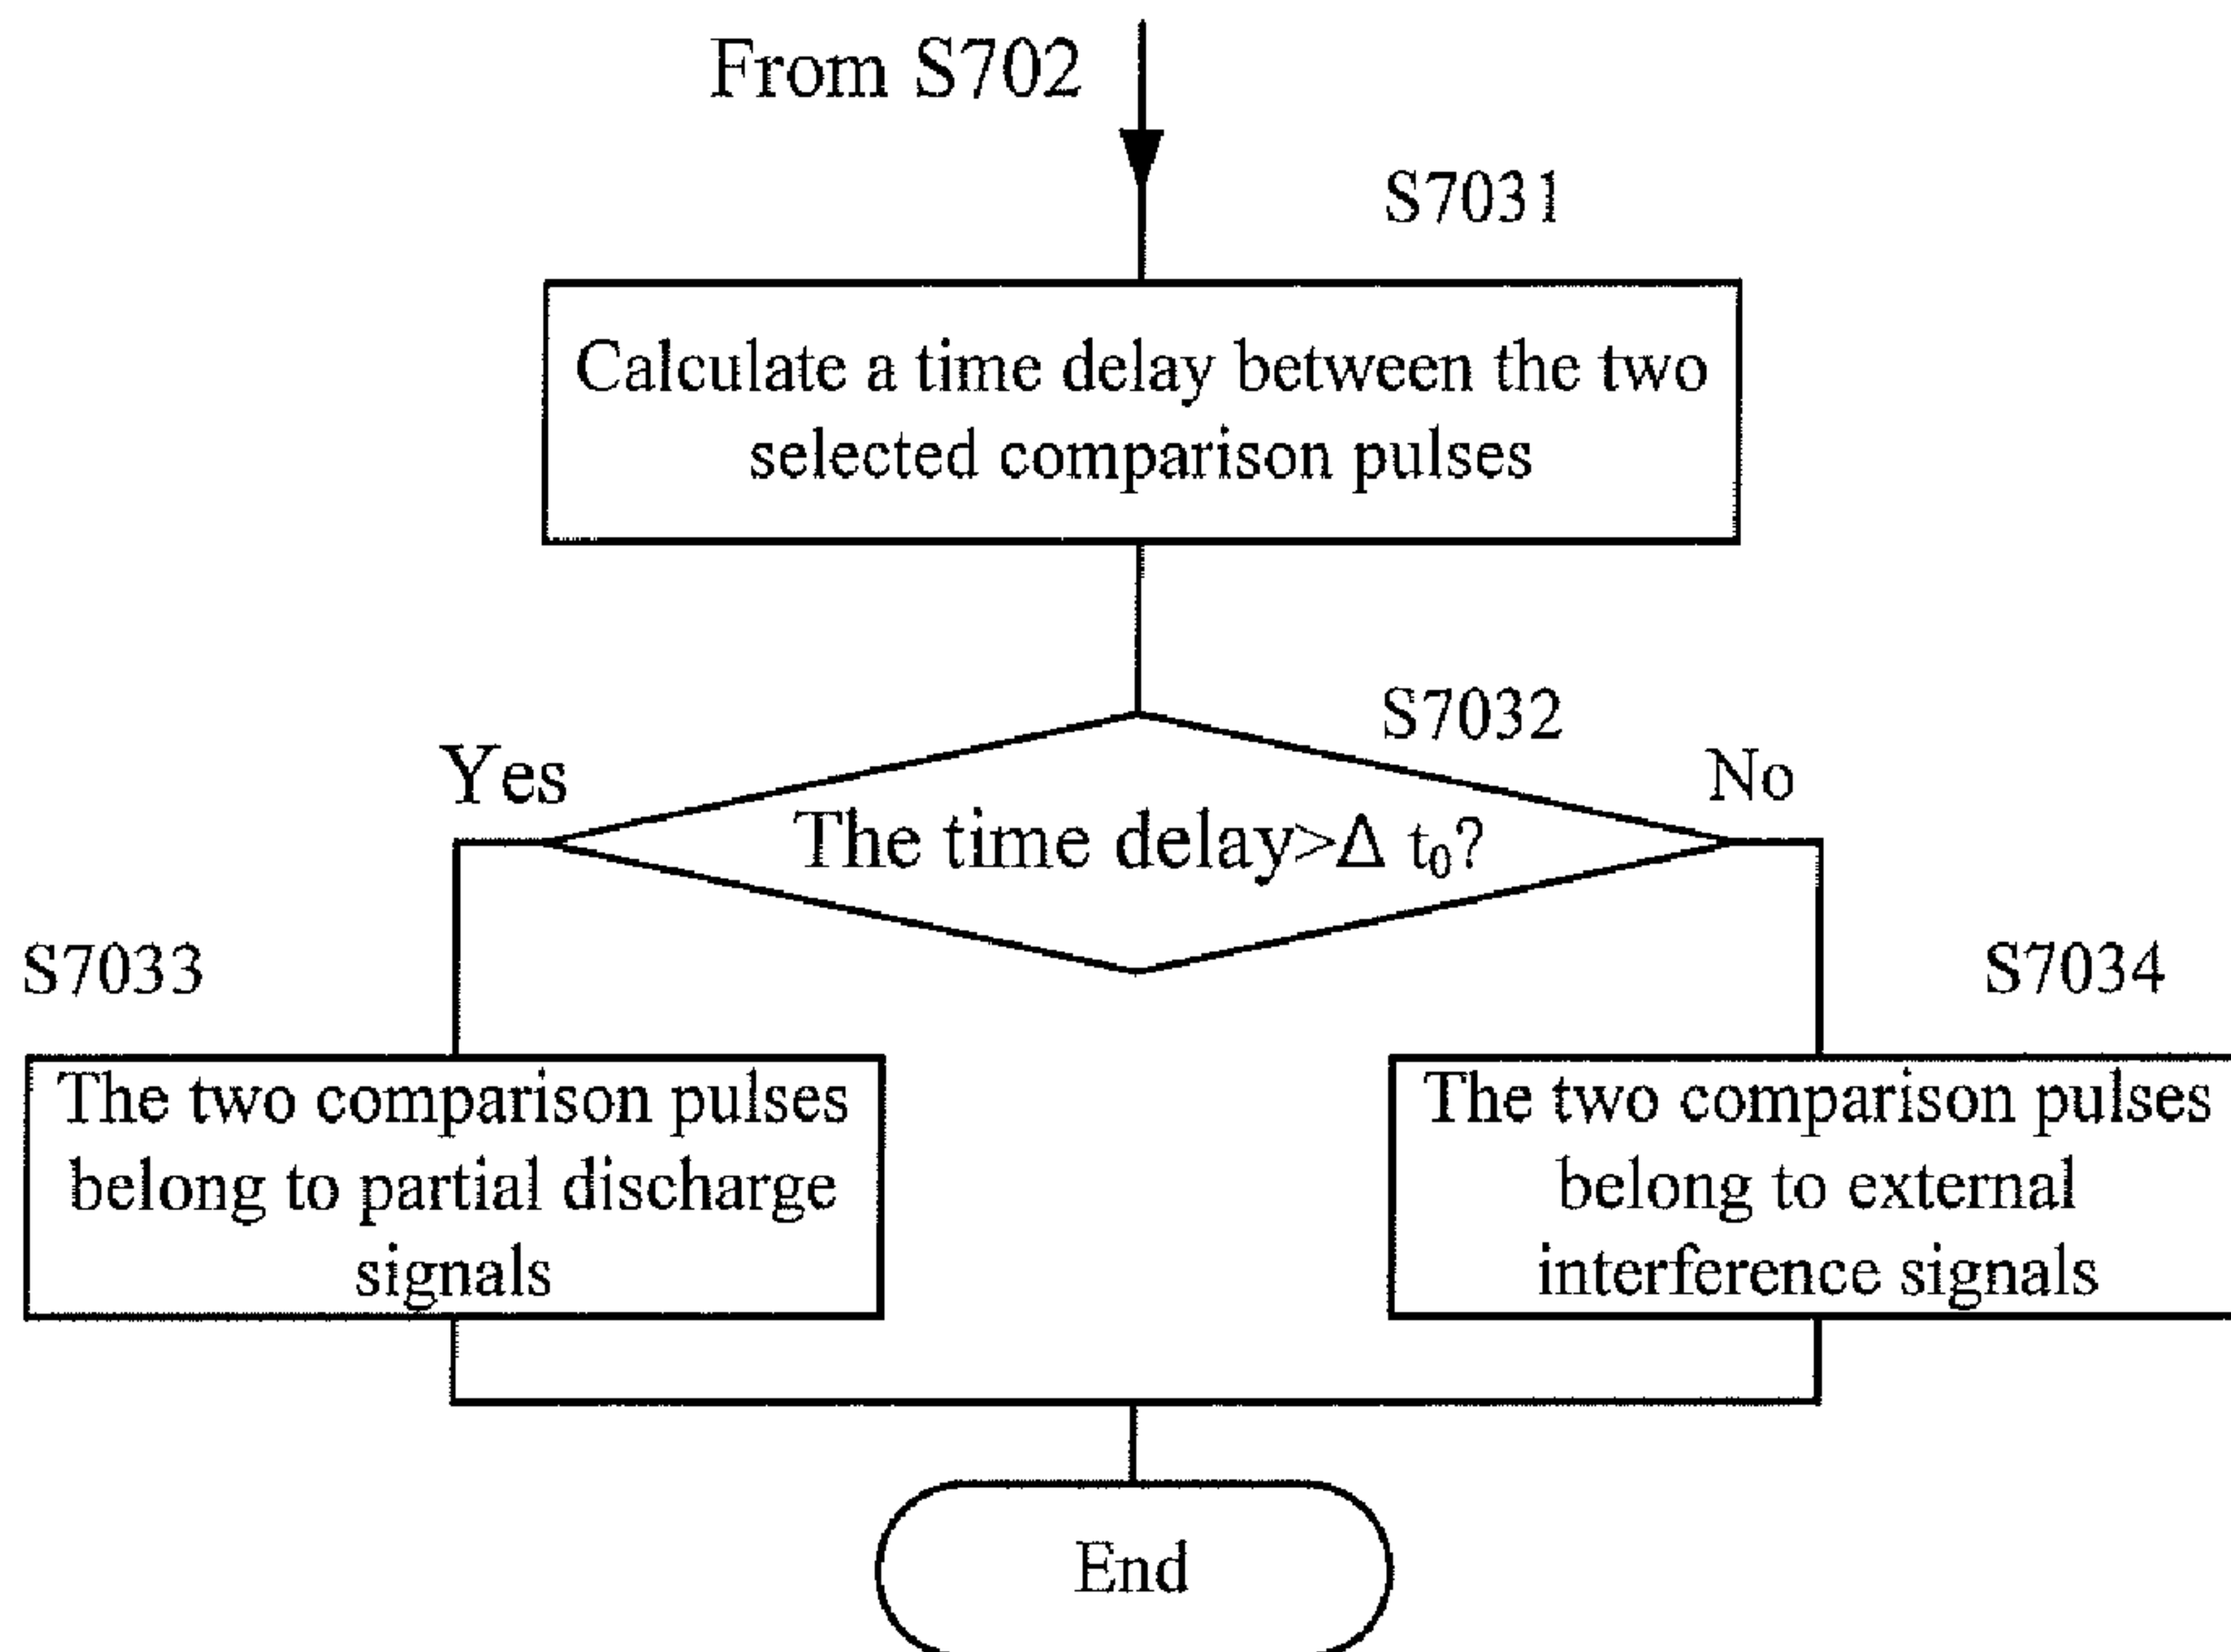 From S702
S7031
Calculate a time delay between the two
selected comparison pulses
S7032
Yes
No
The time delay>Δ t₀?
S7033
S7034
The two comparison pulses
belong to partial discharge
signals
The two comparison pulses
belong to external
interference signals
End